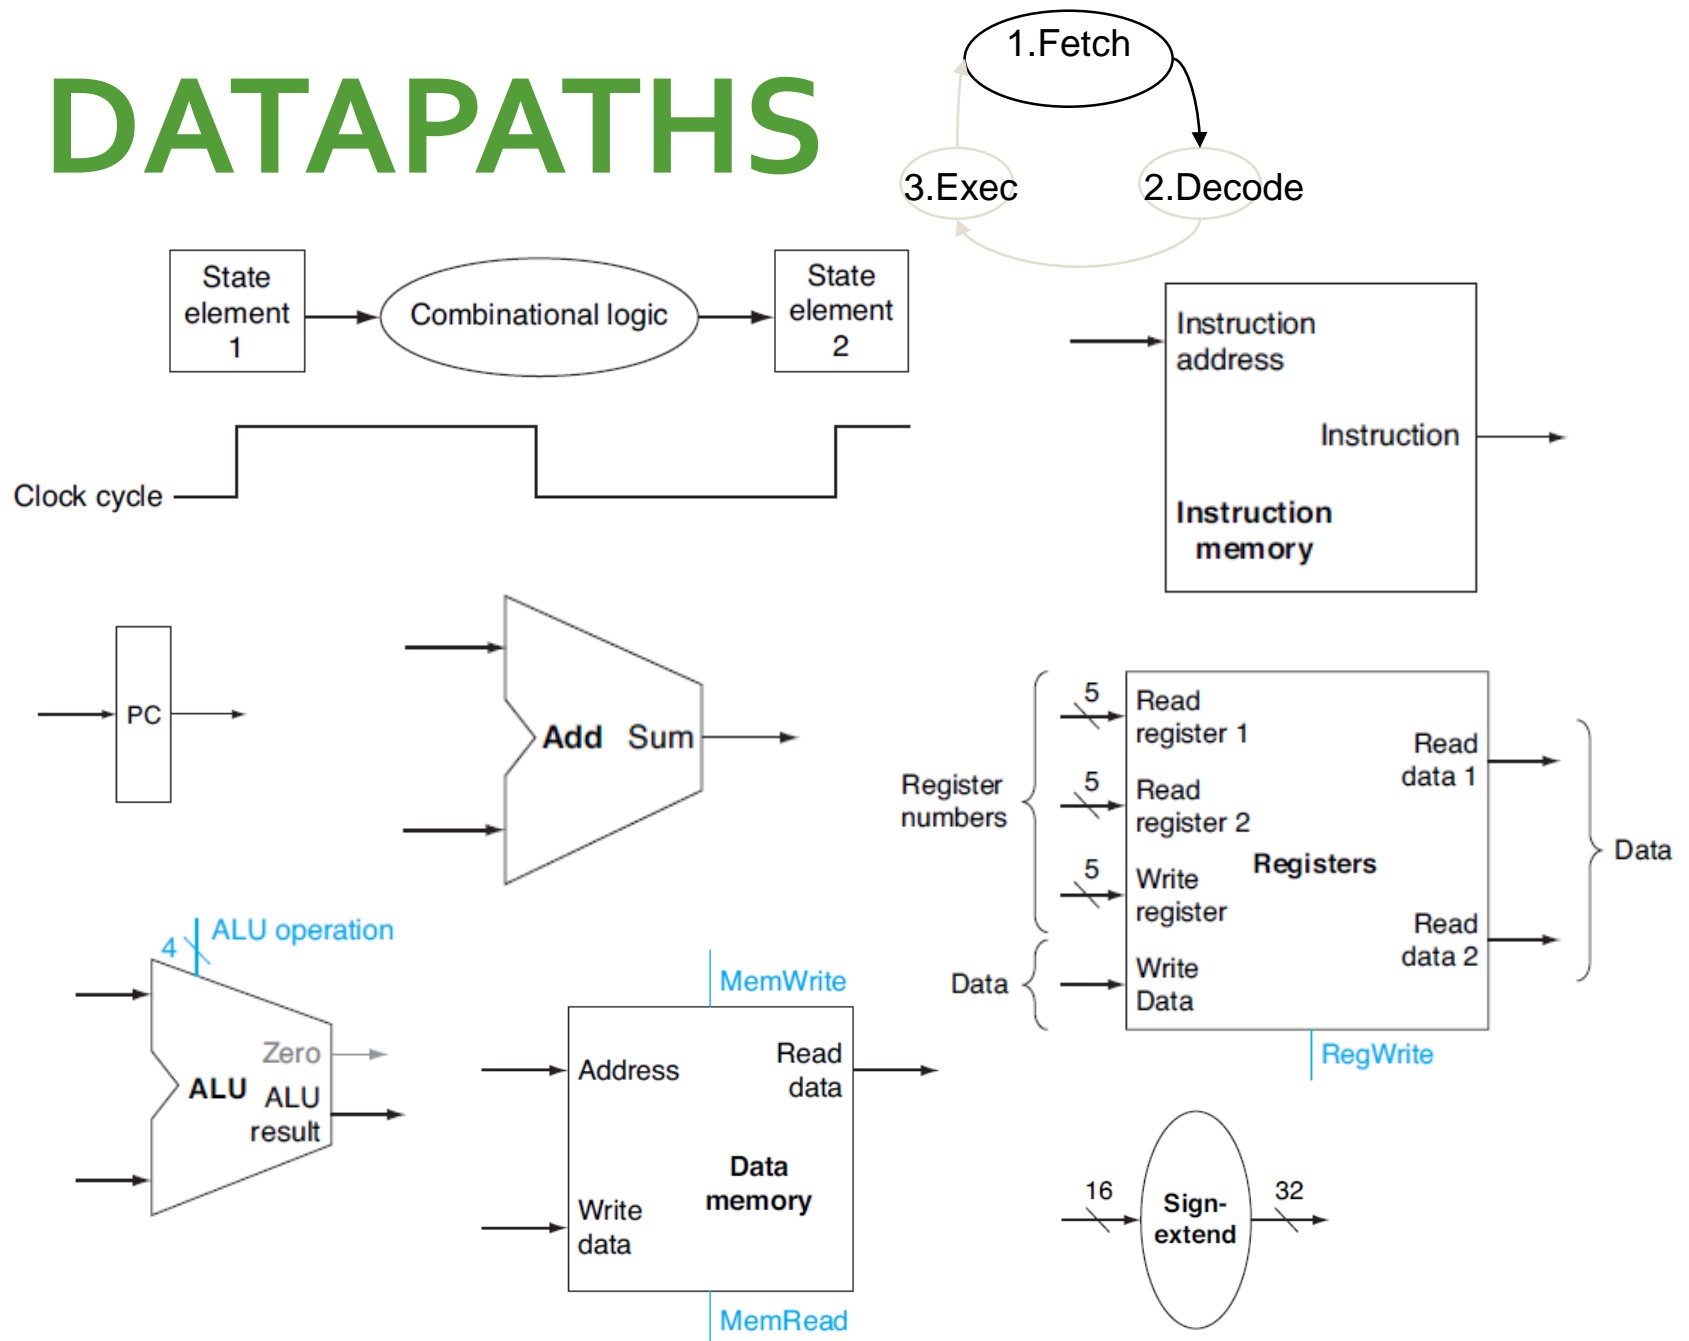 DATAPATHS
1.Fetch
3.Exec
2.Decode
State
element
1
Combinational logic
State
element
2
Clock cycle
Instruction
address
Instruction
Instruction
memory
PC
Add Sum
Register
numbers
5
Read
register 1
5
Read
register 2
5
Write
register
Data
Write
Data
Registers
Read
data 1
Read
data 2
Data
RegWrite
4
ALU operation
Zero
ALU
ALU
result
MemWrite
Address
Read
data
Data
memory
Write
data
MemRead
16
Sign-
extend
32